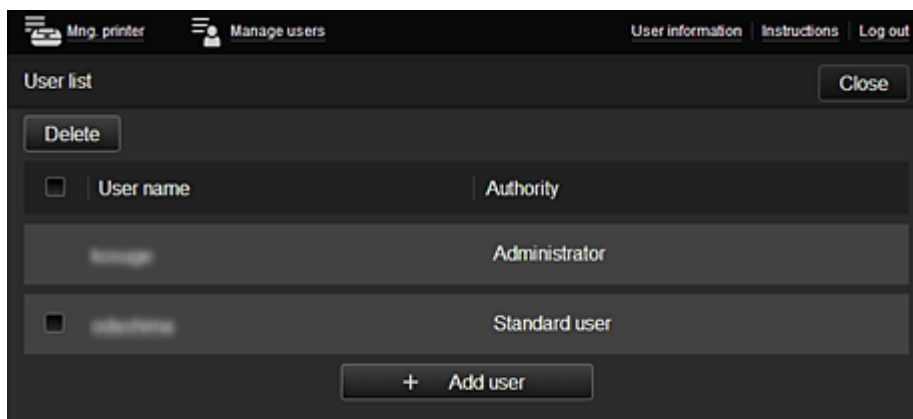 Mng. printer Manage users User information Instructions Log out
User list Close
Delete
User name Authority
Administrator
Standard user
+ Add user